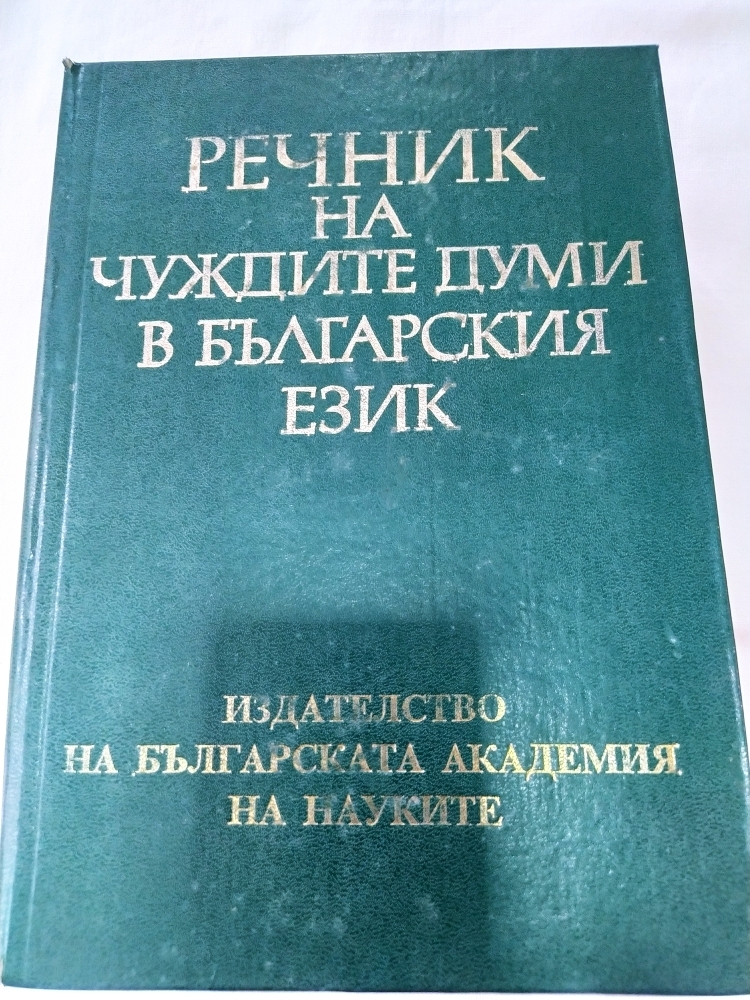 РЕЧНИК
НА
ЧУЖДИТЕ ДУМИ
В БЪЛГАРСКИЯ
ЕЗИК
ИЗДАТЕЛСТВО
НА БЪЛГАРСКАТА АКАДЕМИЯ
НА НАУКИТЕ